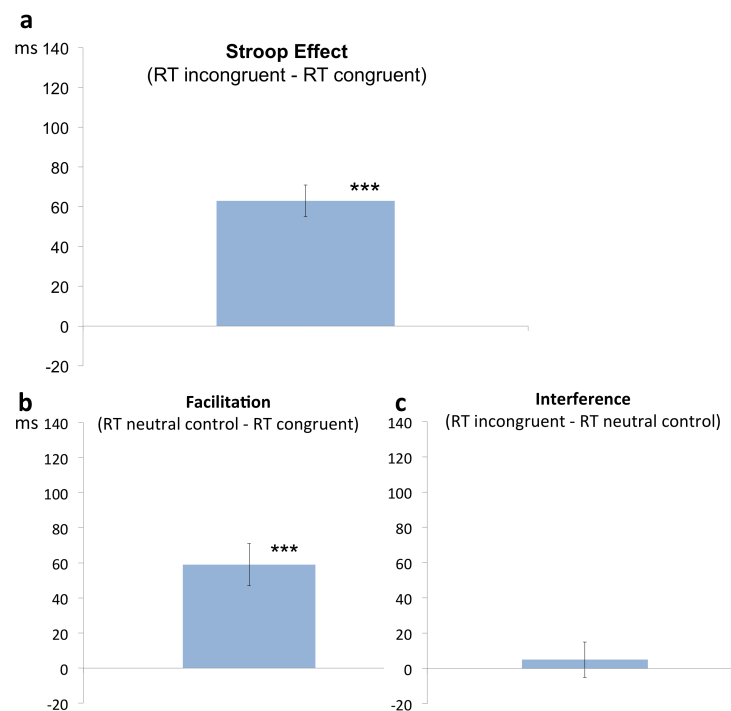 a
ms
Stroop Effect
(RT incongruent - RT congruent)
140
120
100
80
60
40
20
0
-20
***
b
ms
Facilitation
(RT neutral control - RT congruent)
140
120
100
80
60
40
20
0
-20
***
c
Interference
(RT incongruent - RT neutral control)
140
120
100
80
60
40
20
0
-20